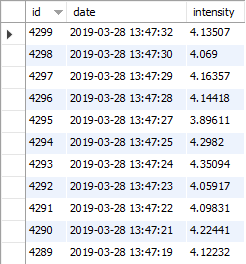 id date intensity
4299 2019-03-28 13:47:32 4.13507
4298 2019-03-28 13:47:30 4.069
4297 2019-03-28 13:47:29 4.16357
4296 2019-03-28 13:47:28 4.14418
4295 2019-03-28 13:47:27 3.89611
4294 2019-03-28 13:47:25 4.2982
4293 2019-03-28 13:47:24 4.35094
4292 2019-03-28 13:47:23 4.05917
4291 2019-03-28 13:47:22 4.09831
4290 2019-03-28 13:47:21 4.22441
4289 2019-03-28 13:47:19 4.12232